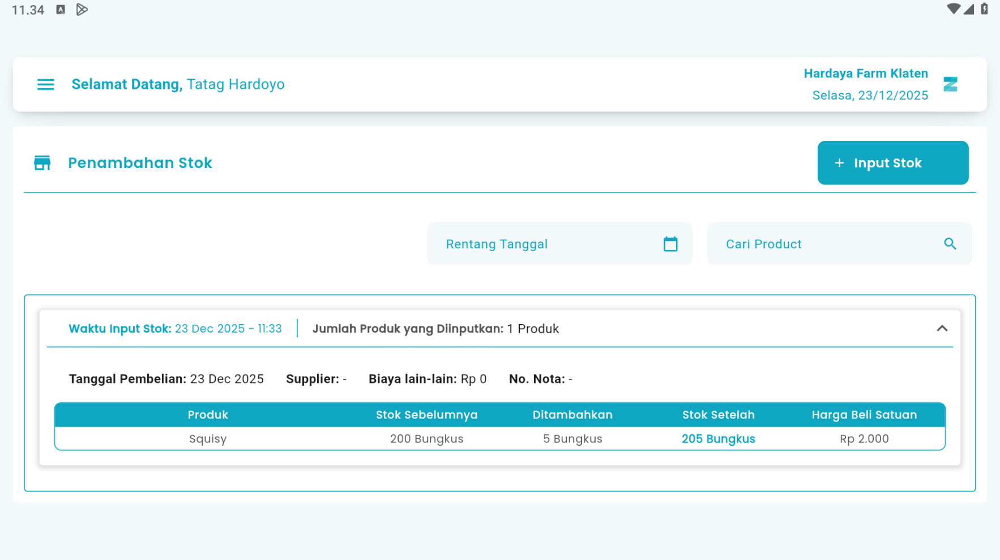 11.34
Selamat Datang, Tatag Hardoyo
Hardaya Farm Klaten
Selasa, 23/12/2025
Penambahan Stok
+ Input Stok
Rentang Tanggal
Cari Product
Waktu Input Stok: 23 Dec 2025 - 11:33 Jumlah Produk yang Diinputkan: 1 Produk
Tanggal Pembelian: 23 Dec 2025 Supplier: - Biaya lain-lain: Rp 0 No. Nota: -
Produk Stok Sebelumnya Ditambahkan Stok Setelah Harga Beli Satuan
Squisy 200 Bungkus 5 Bungkus 205 Bungkus Rp 2.000